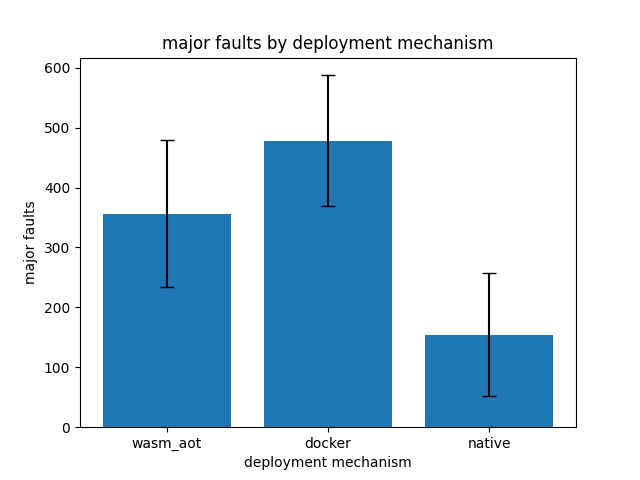 major faults by deployment mechanism
600
500
400
300
200
100
0
major faults
wasm_aot docker native
deployment mechanism